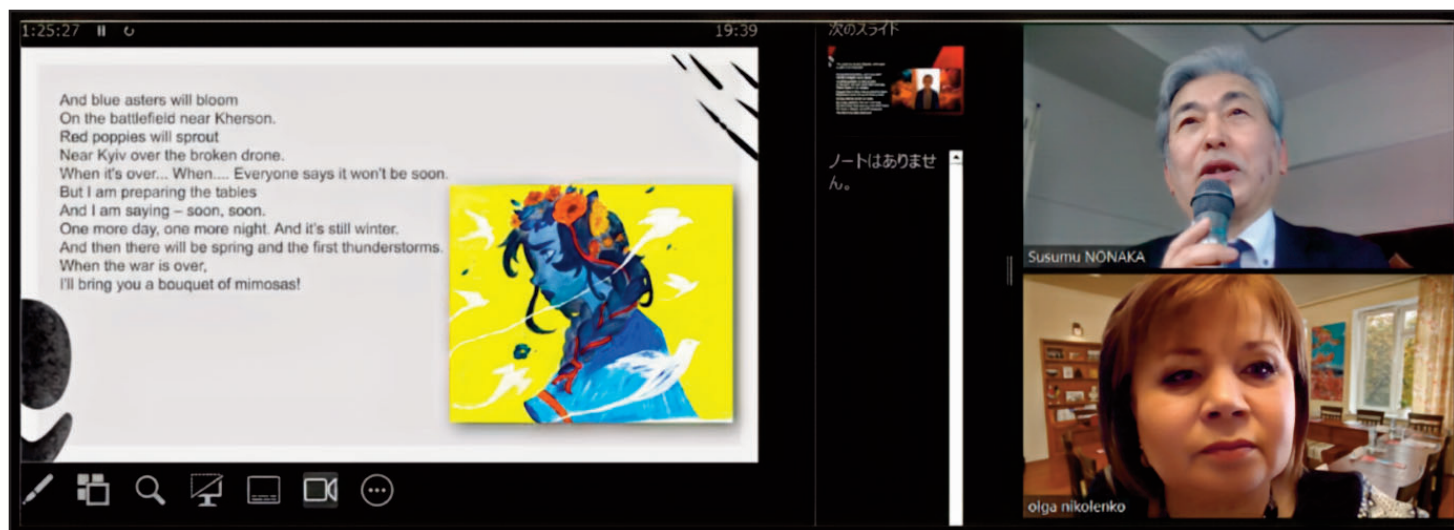 1:25:27
19:39
And blue asters will bloom
On the battlefield near Kherson.
Red poppies will sprout
Near Kyiv over the broken drone.
When it's over... When.... Everyone says it won't be soon.
But I am preparing the tables
And I am saying – soon, soon.
One more day, one more night. And it's still winter.
And then there will be spring and the first thunderstorms.
When the war is over,
I'll bring you a bouquet of mimosas!
次のスライド
ノートはありませ
ん。
Susumu NONAKA
olga nikolenko